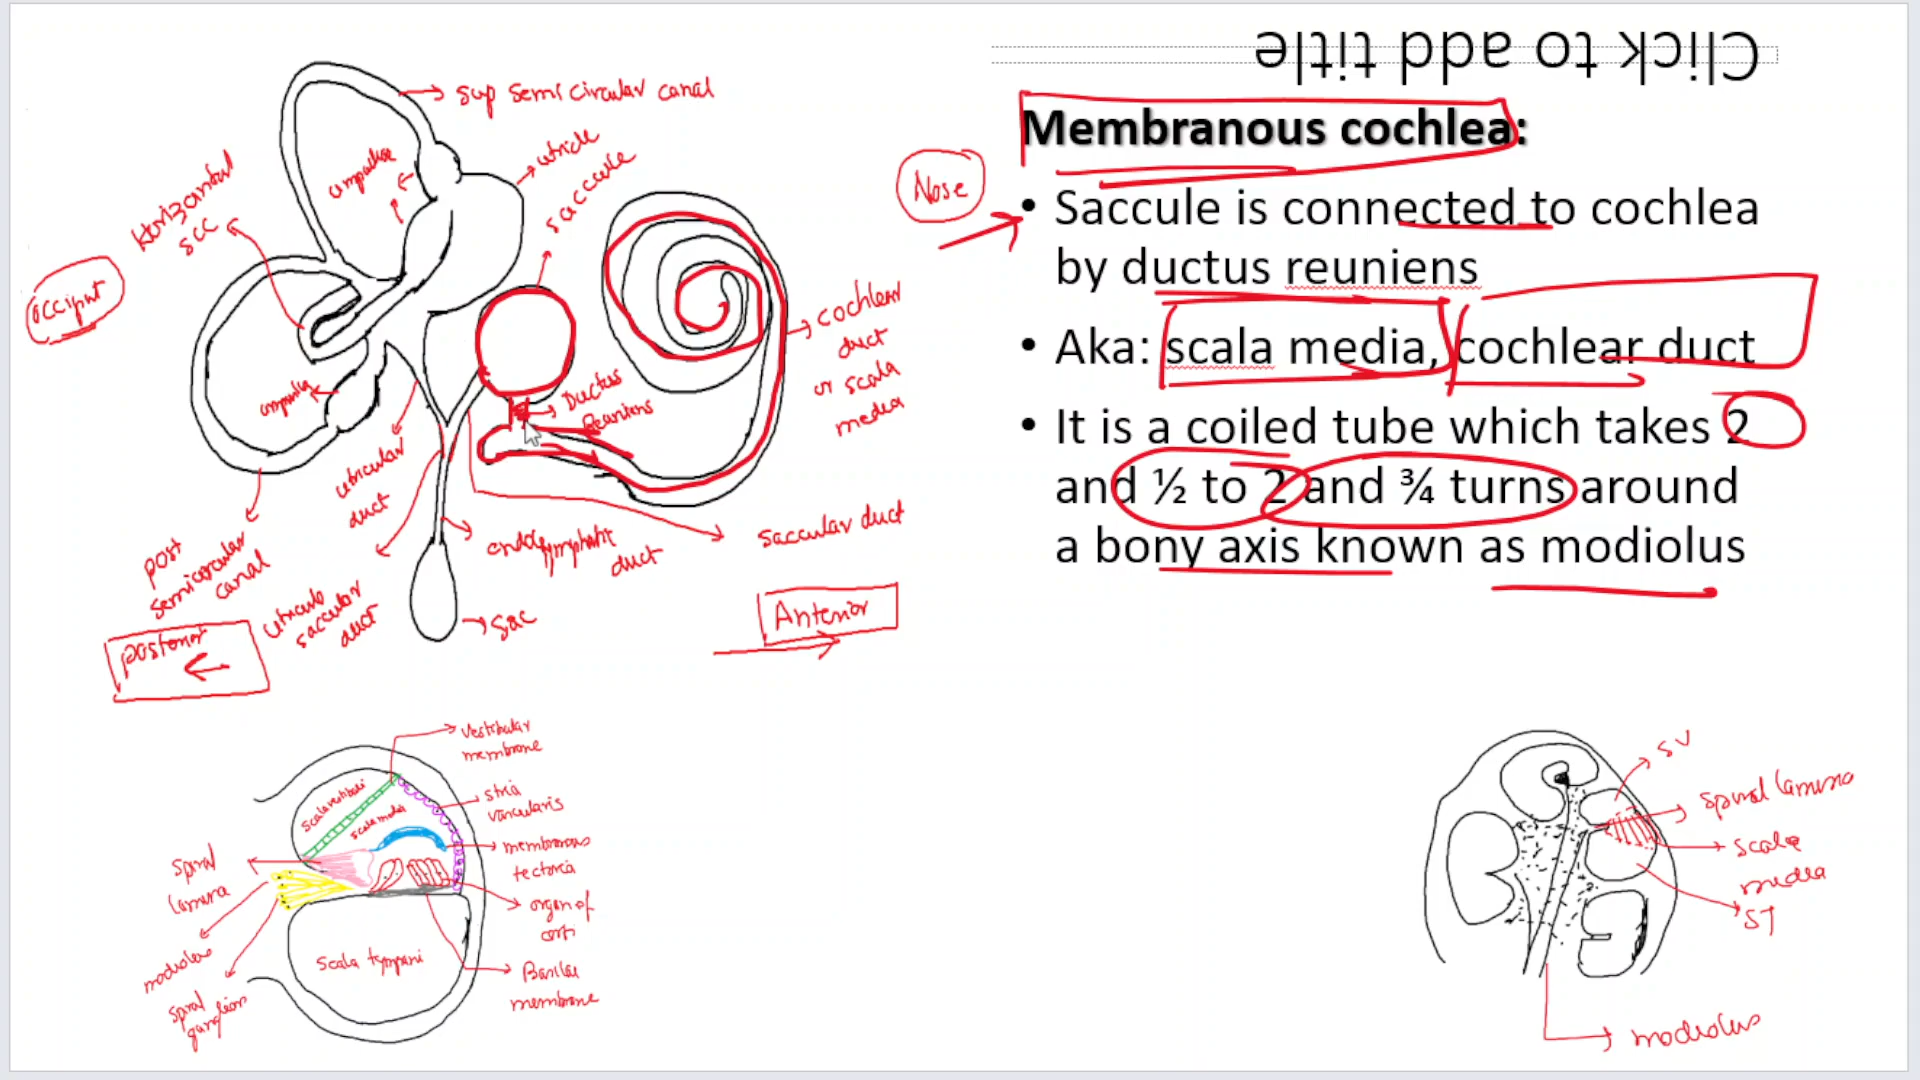 Click to add title
Membranous cochlea:
• Saccule is connected to cochlea
by ductus reuniens
• Aka: scala media, cochlear duct
• It is a coiled tube which takes 2
and ½ to 2 and ¾ turns around
a bony axis known as modiolus
Nose
sup semicircular canal
utricle
saccule
ampullae
Horizontal
SCC
occiput
ampulla
cochlear
duct
or scala
media
Ductus
Reuniens
utricular
duct
endolymphatic
duct
saccular duct
post
semicircular
canal
utriculo
saccular
duct
sac
Anterior
posterior
vestibular
membrane
Scala vestibuli
scala media
stria
vascularis
membranous
tectoria
spiral
lamina
organ of
corti
modiolus
spiral
ganglion
Scala tympani
Basilar
membrane
SV
Spiral lamina
scala
media
ST
modiolus